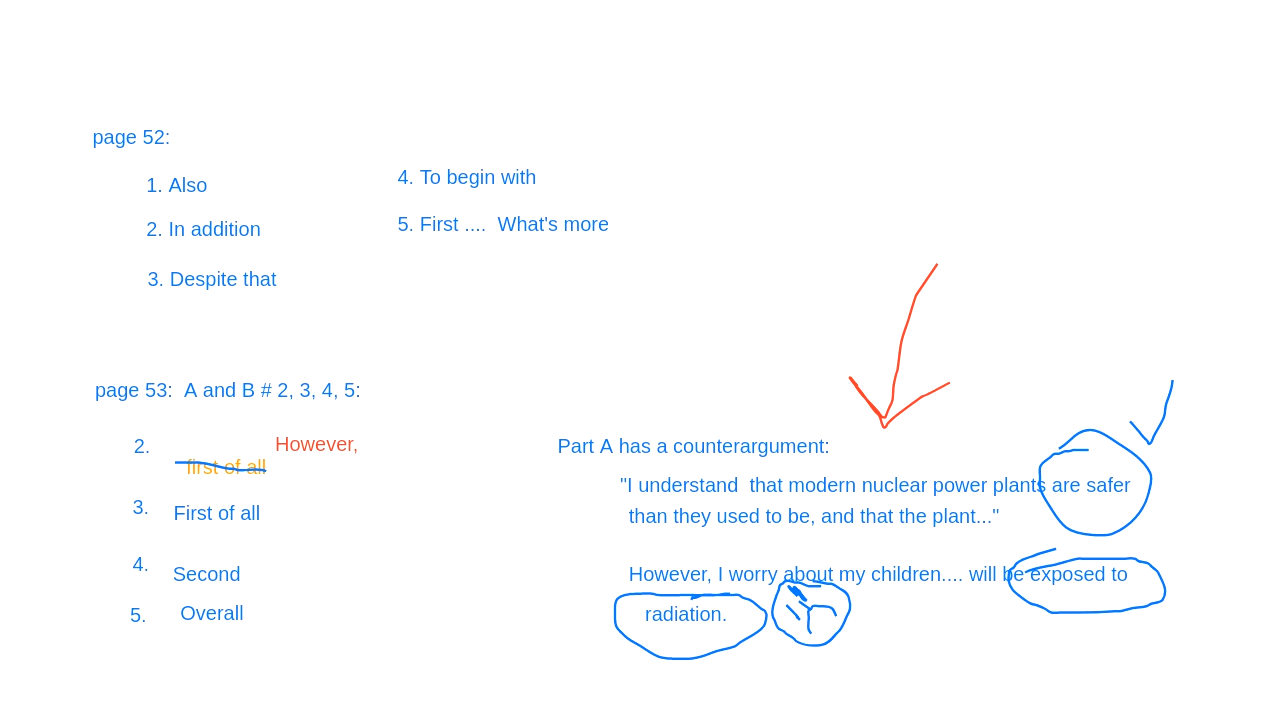 page 52:
1. Also
2. In addition
3. Despite that
4. To begin with
5. First .... What's more
page 53: A and B # 2, 3, 4, 5:
2. first of all However,
3. First of all
4. Second
5. Overall
Part A has a counterargument:
"I understand that modern nuclear power plants are safer
than they used to be, and that the plant..."
However, I worry about my children.... will be exposed to
radiation.